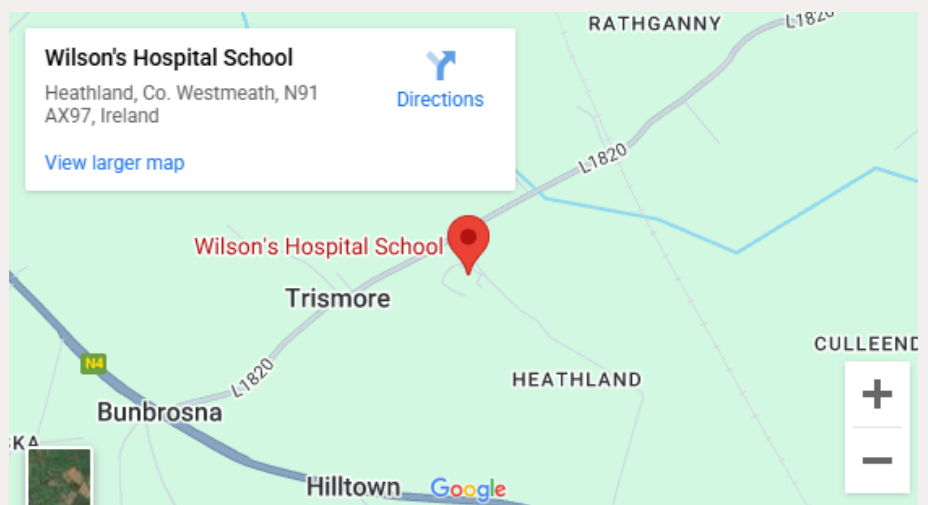 RATHGANNY
L1820
Wilson's Hospital School
Heathland, Co. Westmeath, N91
AX97, Ireland
Directions
View larger map
L1820
Wilson's Hospital School
Trismore
CULLEEND
N4
L1820
HEATHLAND
Bunbrosna
SKA
Hilltown
Google